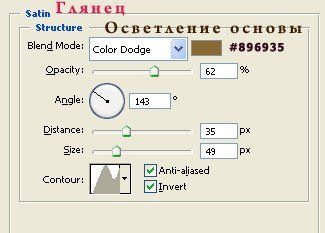 Satin Глянец
Structure Осветление основы
Blend Mode: Color Dodge #896935
Opacity: 62 %
Angle: 143 °
Distance: 35 px
Size: 49 px
Contour: Anti-aliased
Invert